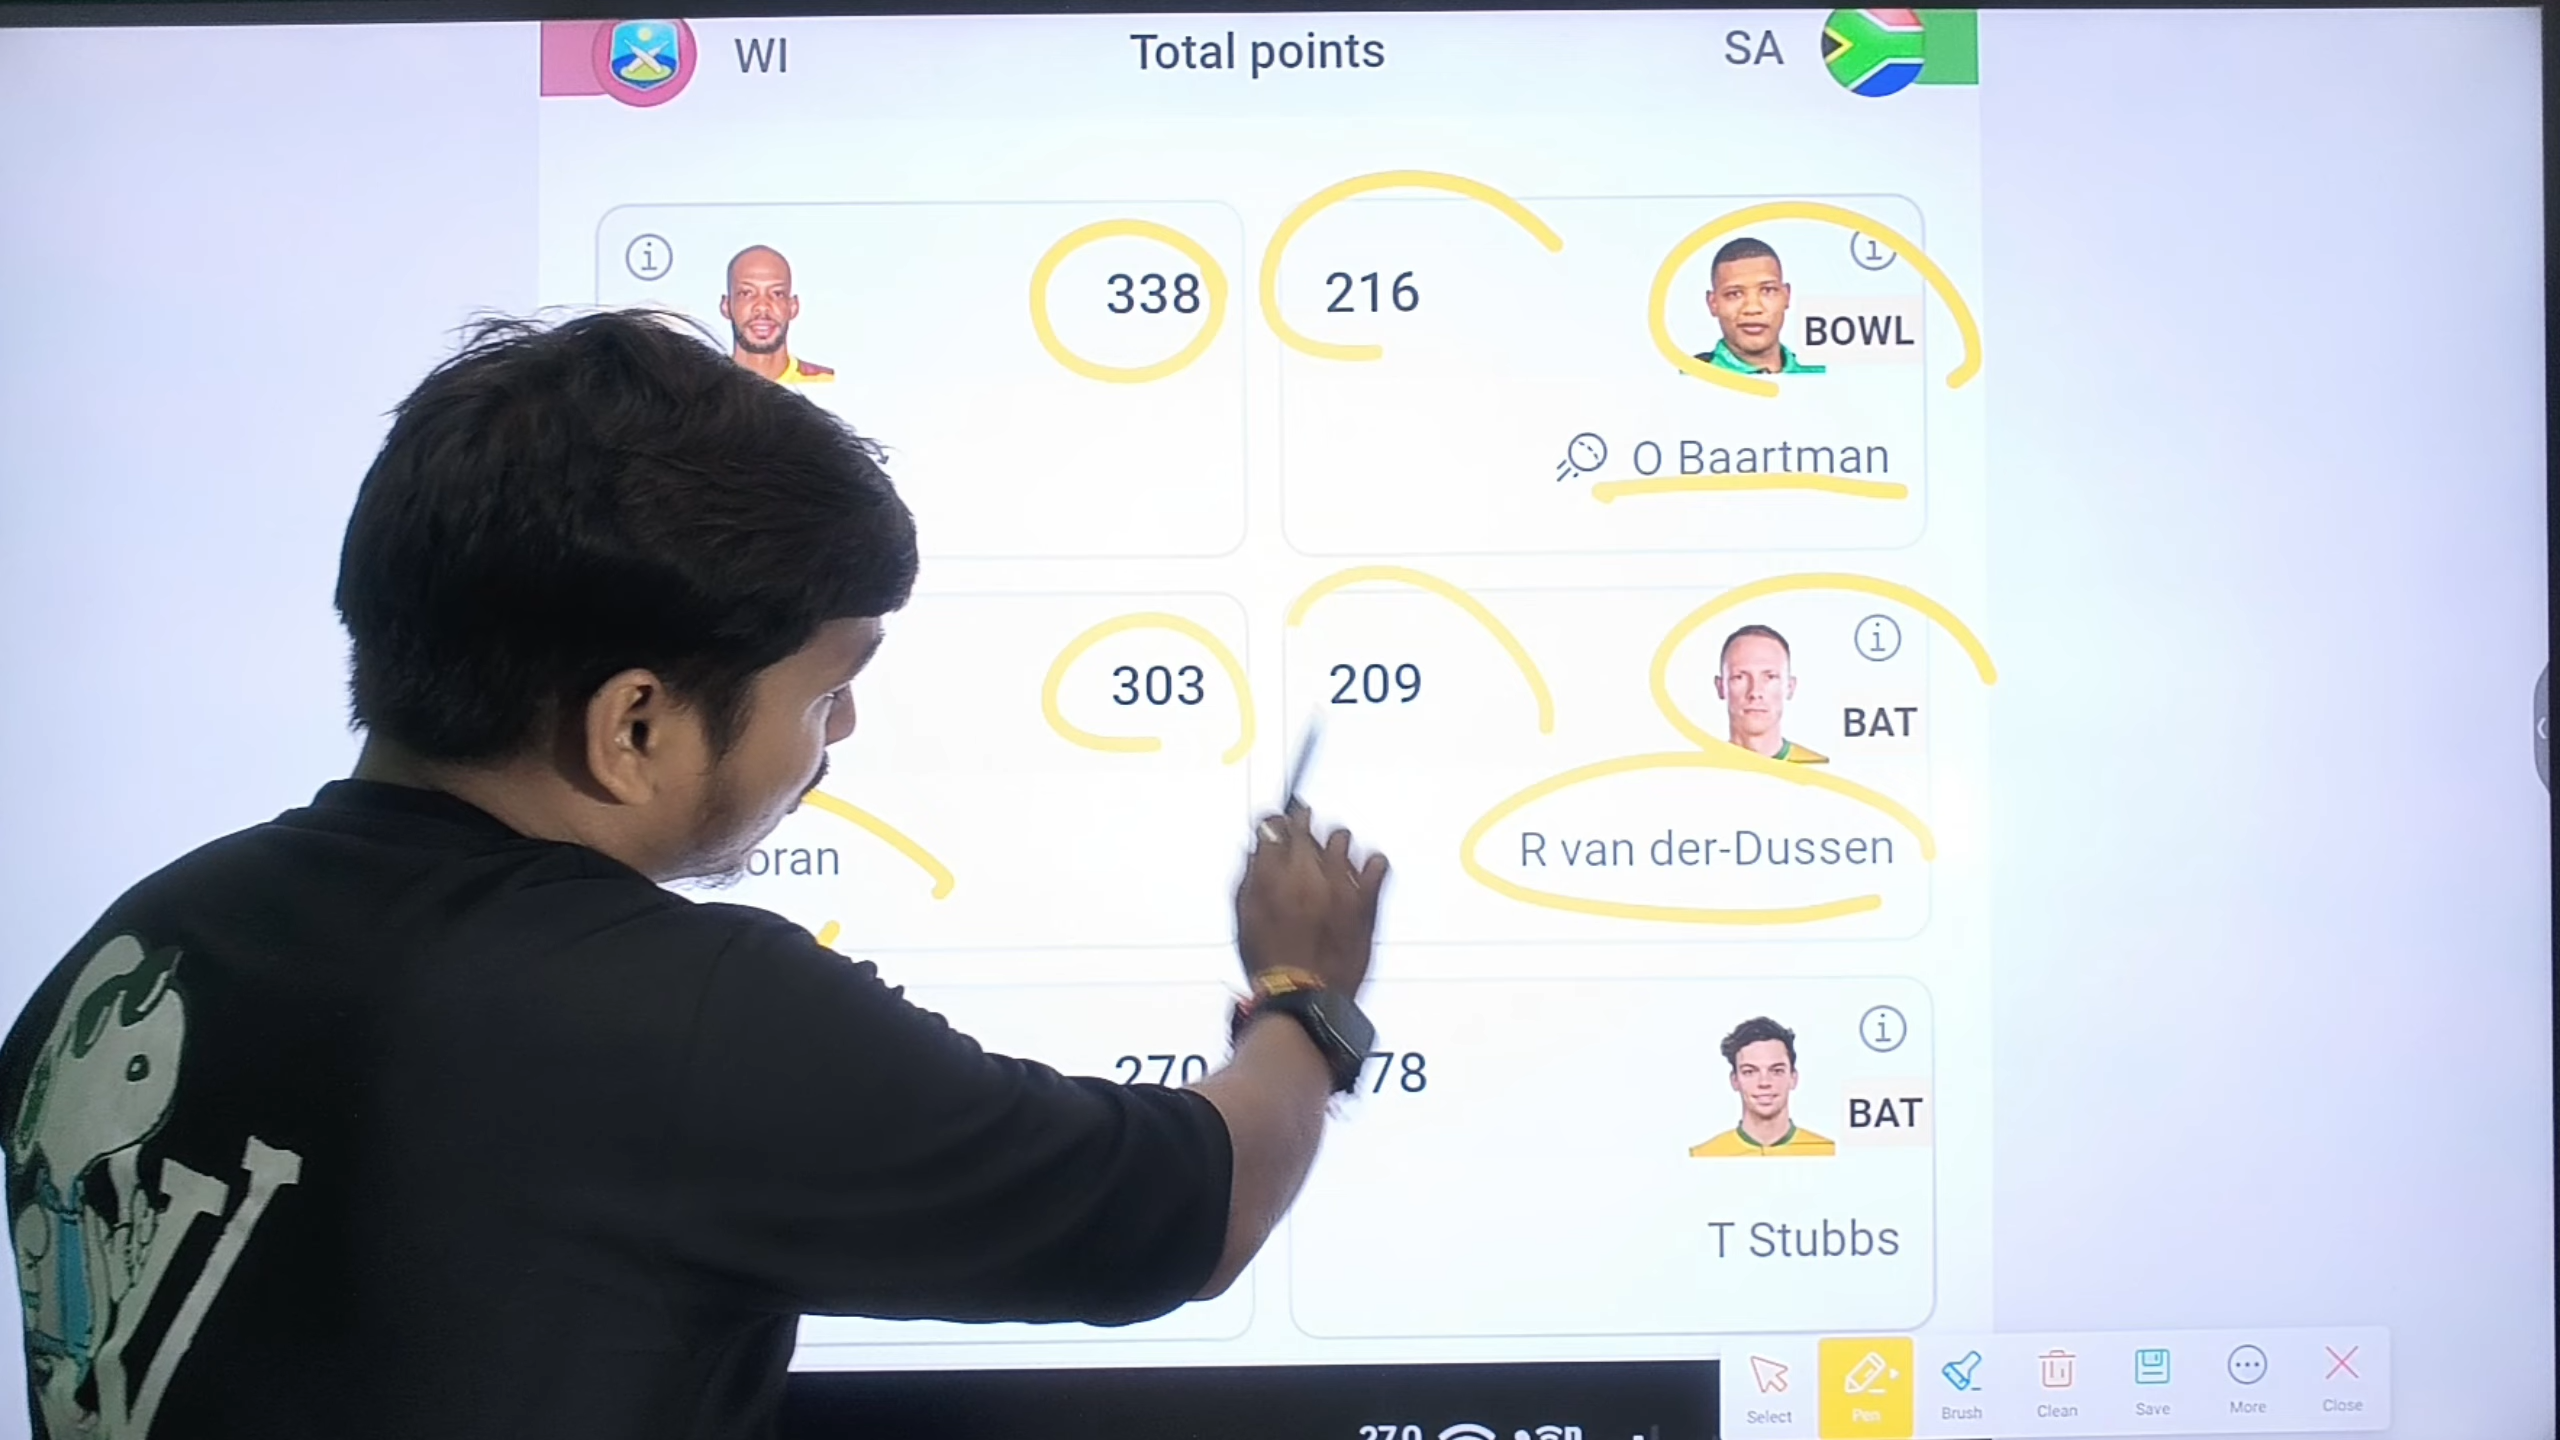 WI Total points SA
338 216
BOWL
O Baartman
303 209
BAT
oran R van der-Dussen
270 78
BAT
T Stubbs
Select Pen Brush Clean Save More Close